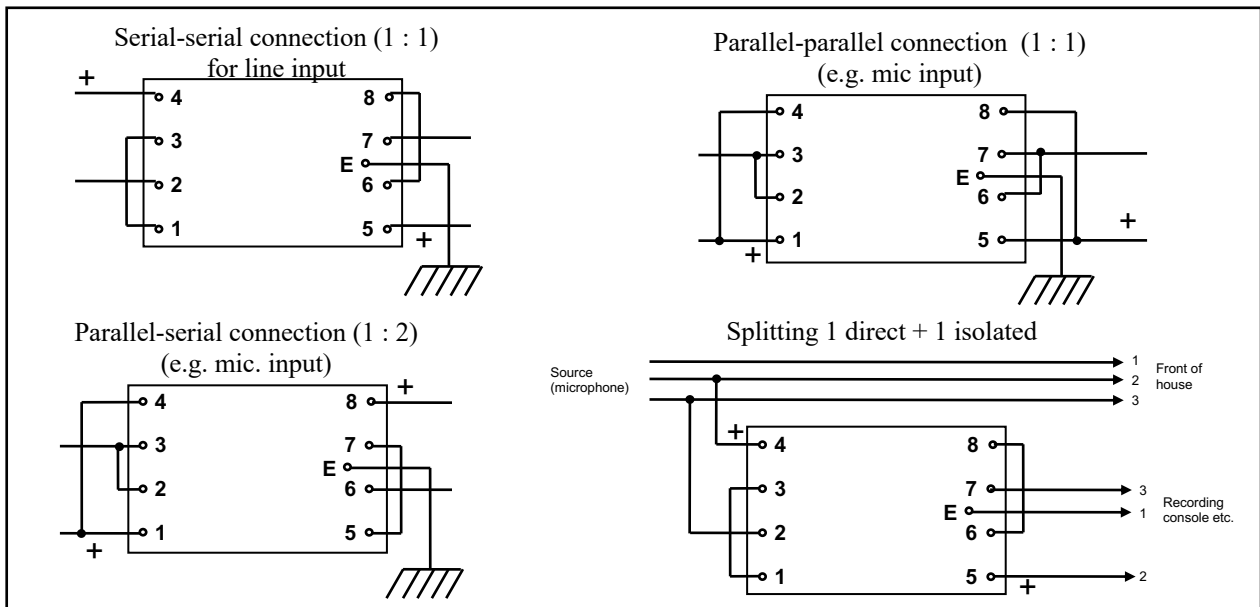 Serial-serial connection (1 : 1)
for line input
+
4
3
2
1
8
7
E
6
5
+
Parallel-parallel connection (1 : 1)
(e.g. mic input)
4
3
2
1
+
8
7
E
6
5
+
Parallel-serial connection (1 : 2)
(e.g. mic. input)
4
3
2
1
+
+
8
7
E
6
5
Splitting 1 direct + 1 isolated
Source
(microphone)
1
2
3
Front of
house
+
4
3
2
1
8
7
E
6
5
+
3
1
2
Recording
console etc.